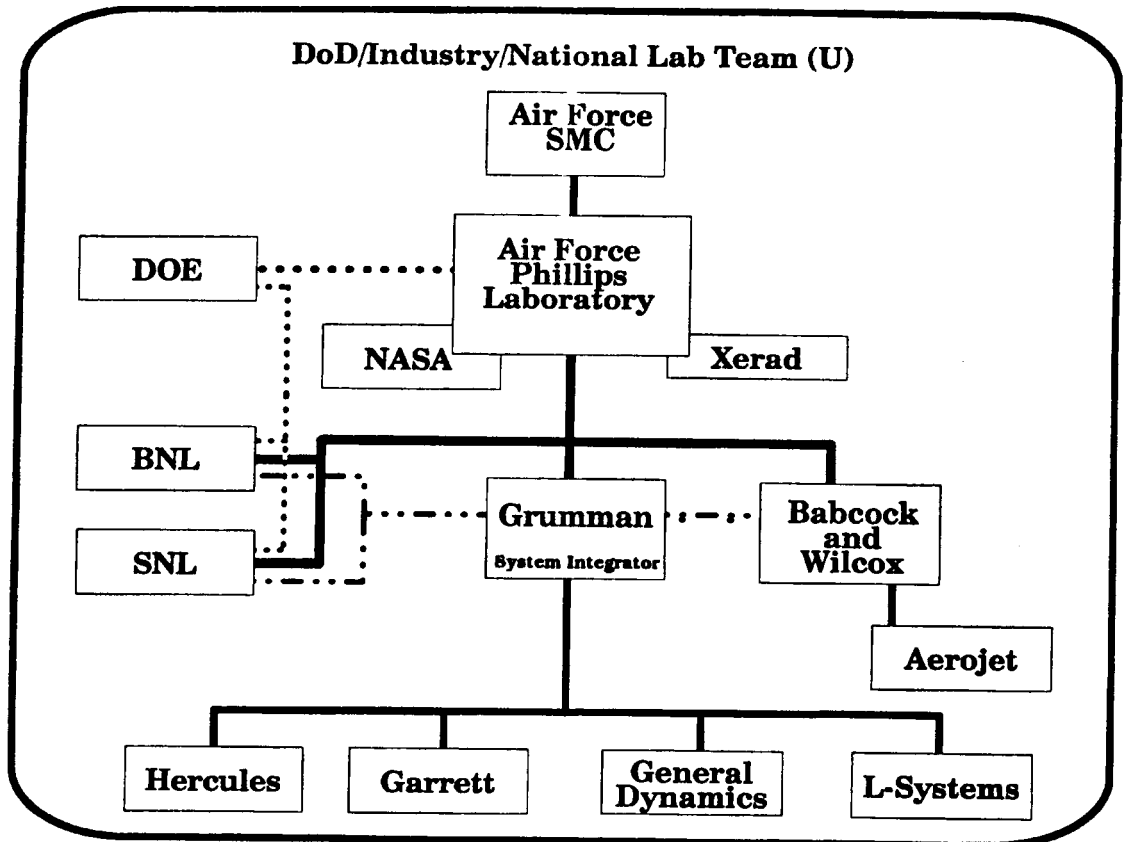 DoD/Industry/National Lab Team (U)
Air Force
SMC
Air Force
Phillips
Laboratory
DOE
NASA
Xerad
BNL
SNL
Grumman
System Integrator
Babcock
and
Wilcox
Aerojet
Hercules
Garrett
General
Dynamics
L-Systems